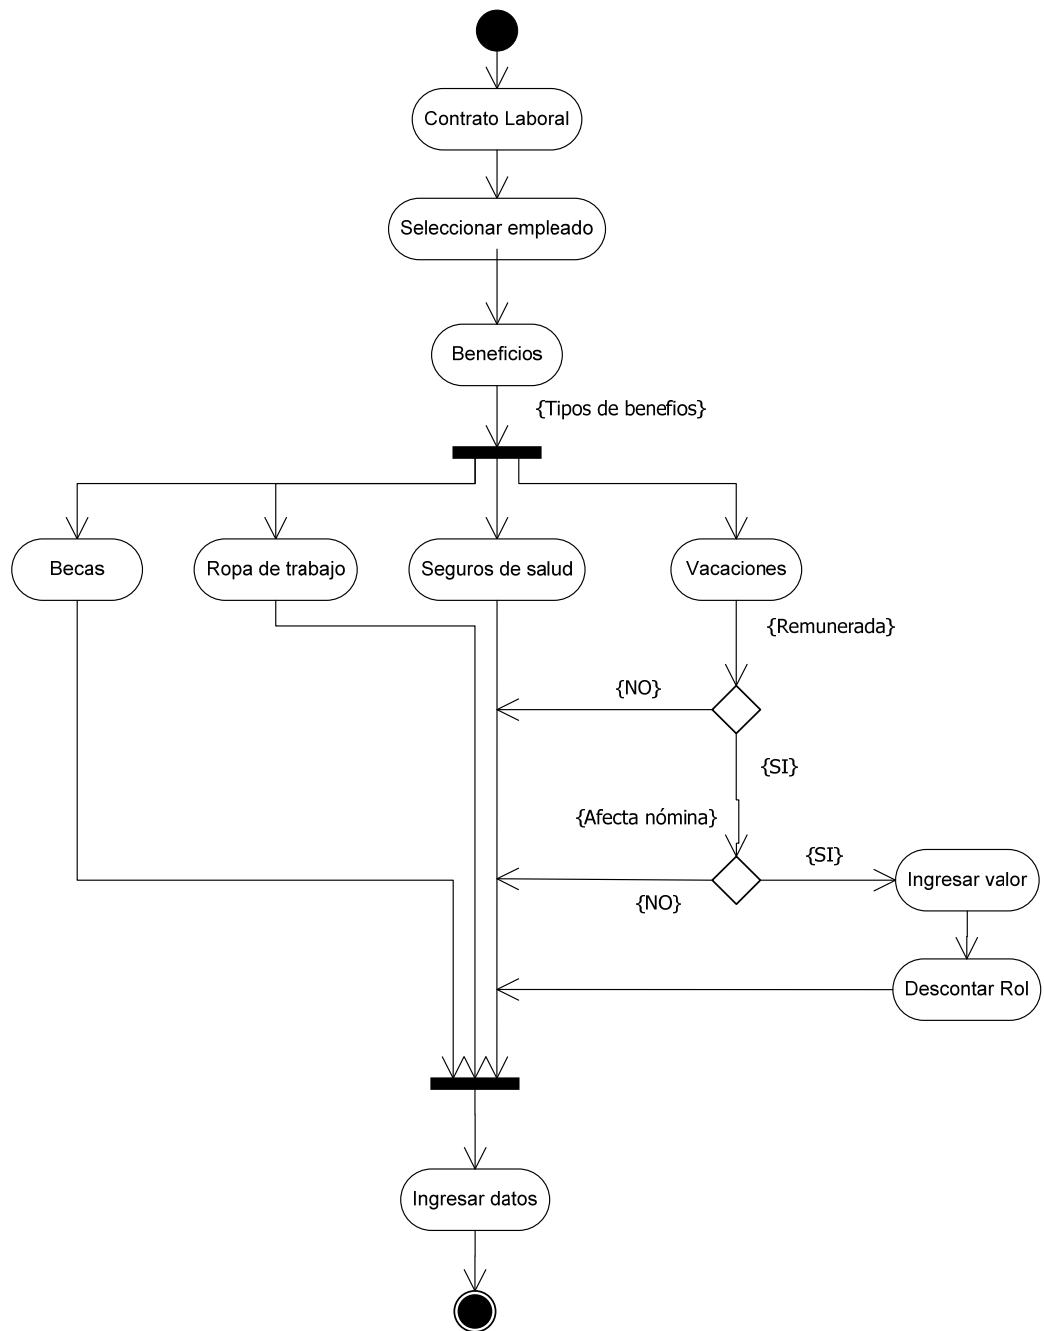 Contrato Laboral
Seleccionar empleado
Beneficios
{Tipos de benefios}
Becas
Ropa de trabajo
Seguros de salud
Vacaciones
{Remunerada}
{NO}
{SI}
{Afecta nómina}
{SI}
{NO}
Ingresar valor
Descontar Rol
Ingresar datos